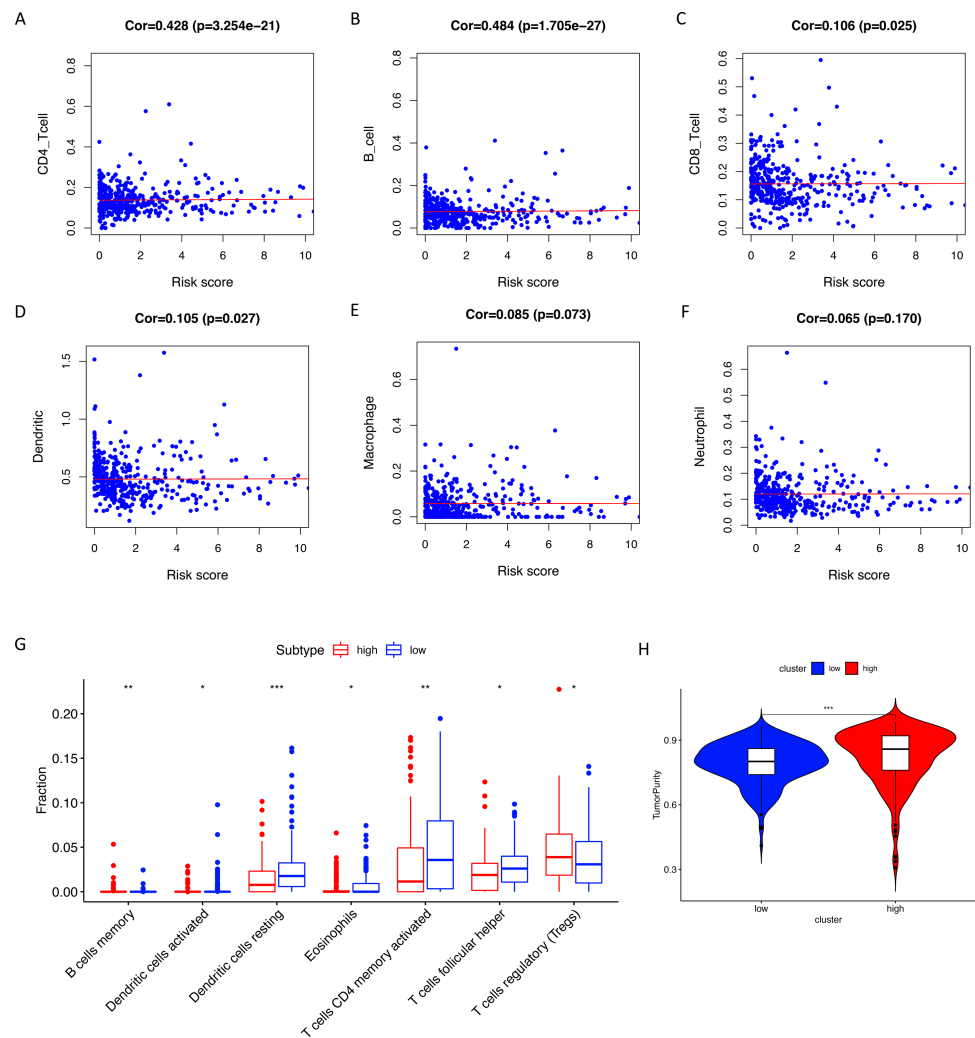 A
Cor=0.428 (p=3.254e−21)
CD4_Tcell
0.0 0.2 0.4 0.6 0.8
0 2 4 6 8 10
Risk score
B
Cor=0.484 (p=1.705e−27)
B_cell
0.0 0.2 0.4 0.6 0.8
0 2 4 6 8 10
Risk score
C
Cor=0.106 (p=0.025)
CD8_Tcell
0.0 0.1 0.2 0.3 0.4 0.5 0.6
0 2 4 6 8 10
Risk score
D
Cor=0.105 (p=0.027)
Dendritic
0.5 1.0 1.5
0 2 4 6 8 10
Risk score
E
Cor=0.085 (p=0.073)
Macrophage
0.0 0.2 0.4 0.6
0 2 4 6 8 10
Risk score
F
Cor=0.065 (p=0.170)
Neutrophil
0.0 0.1 0.2 0.3 0.4 0.5 0.6
0 2 4 6 8 10
Risk score
G
Subtype high low
** * *** * ** * *
Fraction
0.20
0.15
0.10
0.05
0.00
B cells memory
Dendritic cells activated
Dendritic cells resting
Eosinophils
T cells CD4 memory activated
T cells follicular helper
T cells regulatory (Tregs)
H
cluster low high
***
TumorPurity
0.9
0.6
0.3
low high
cluster